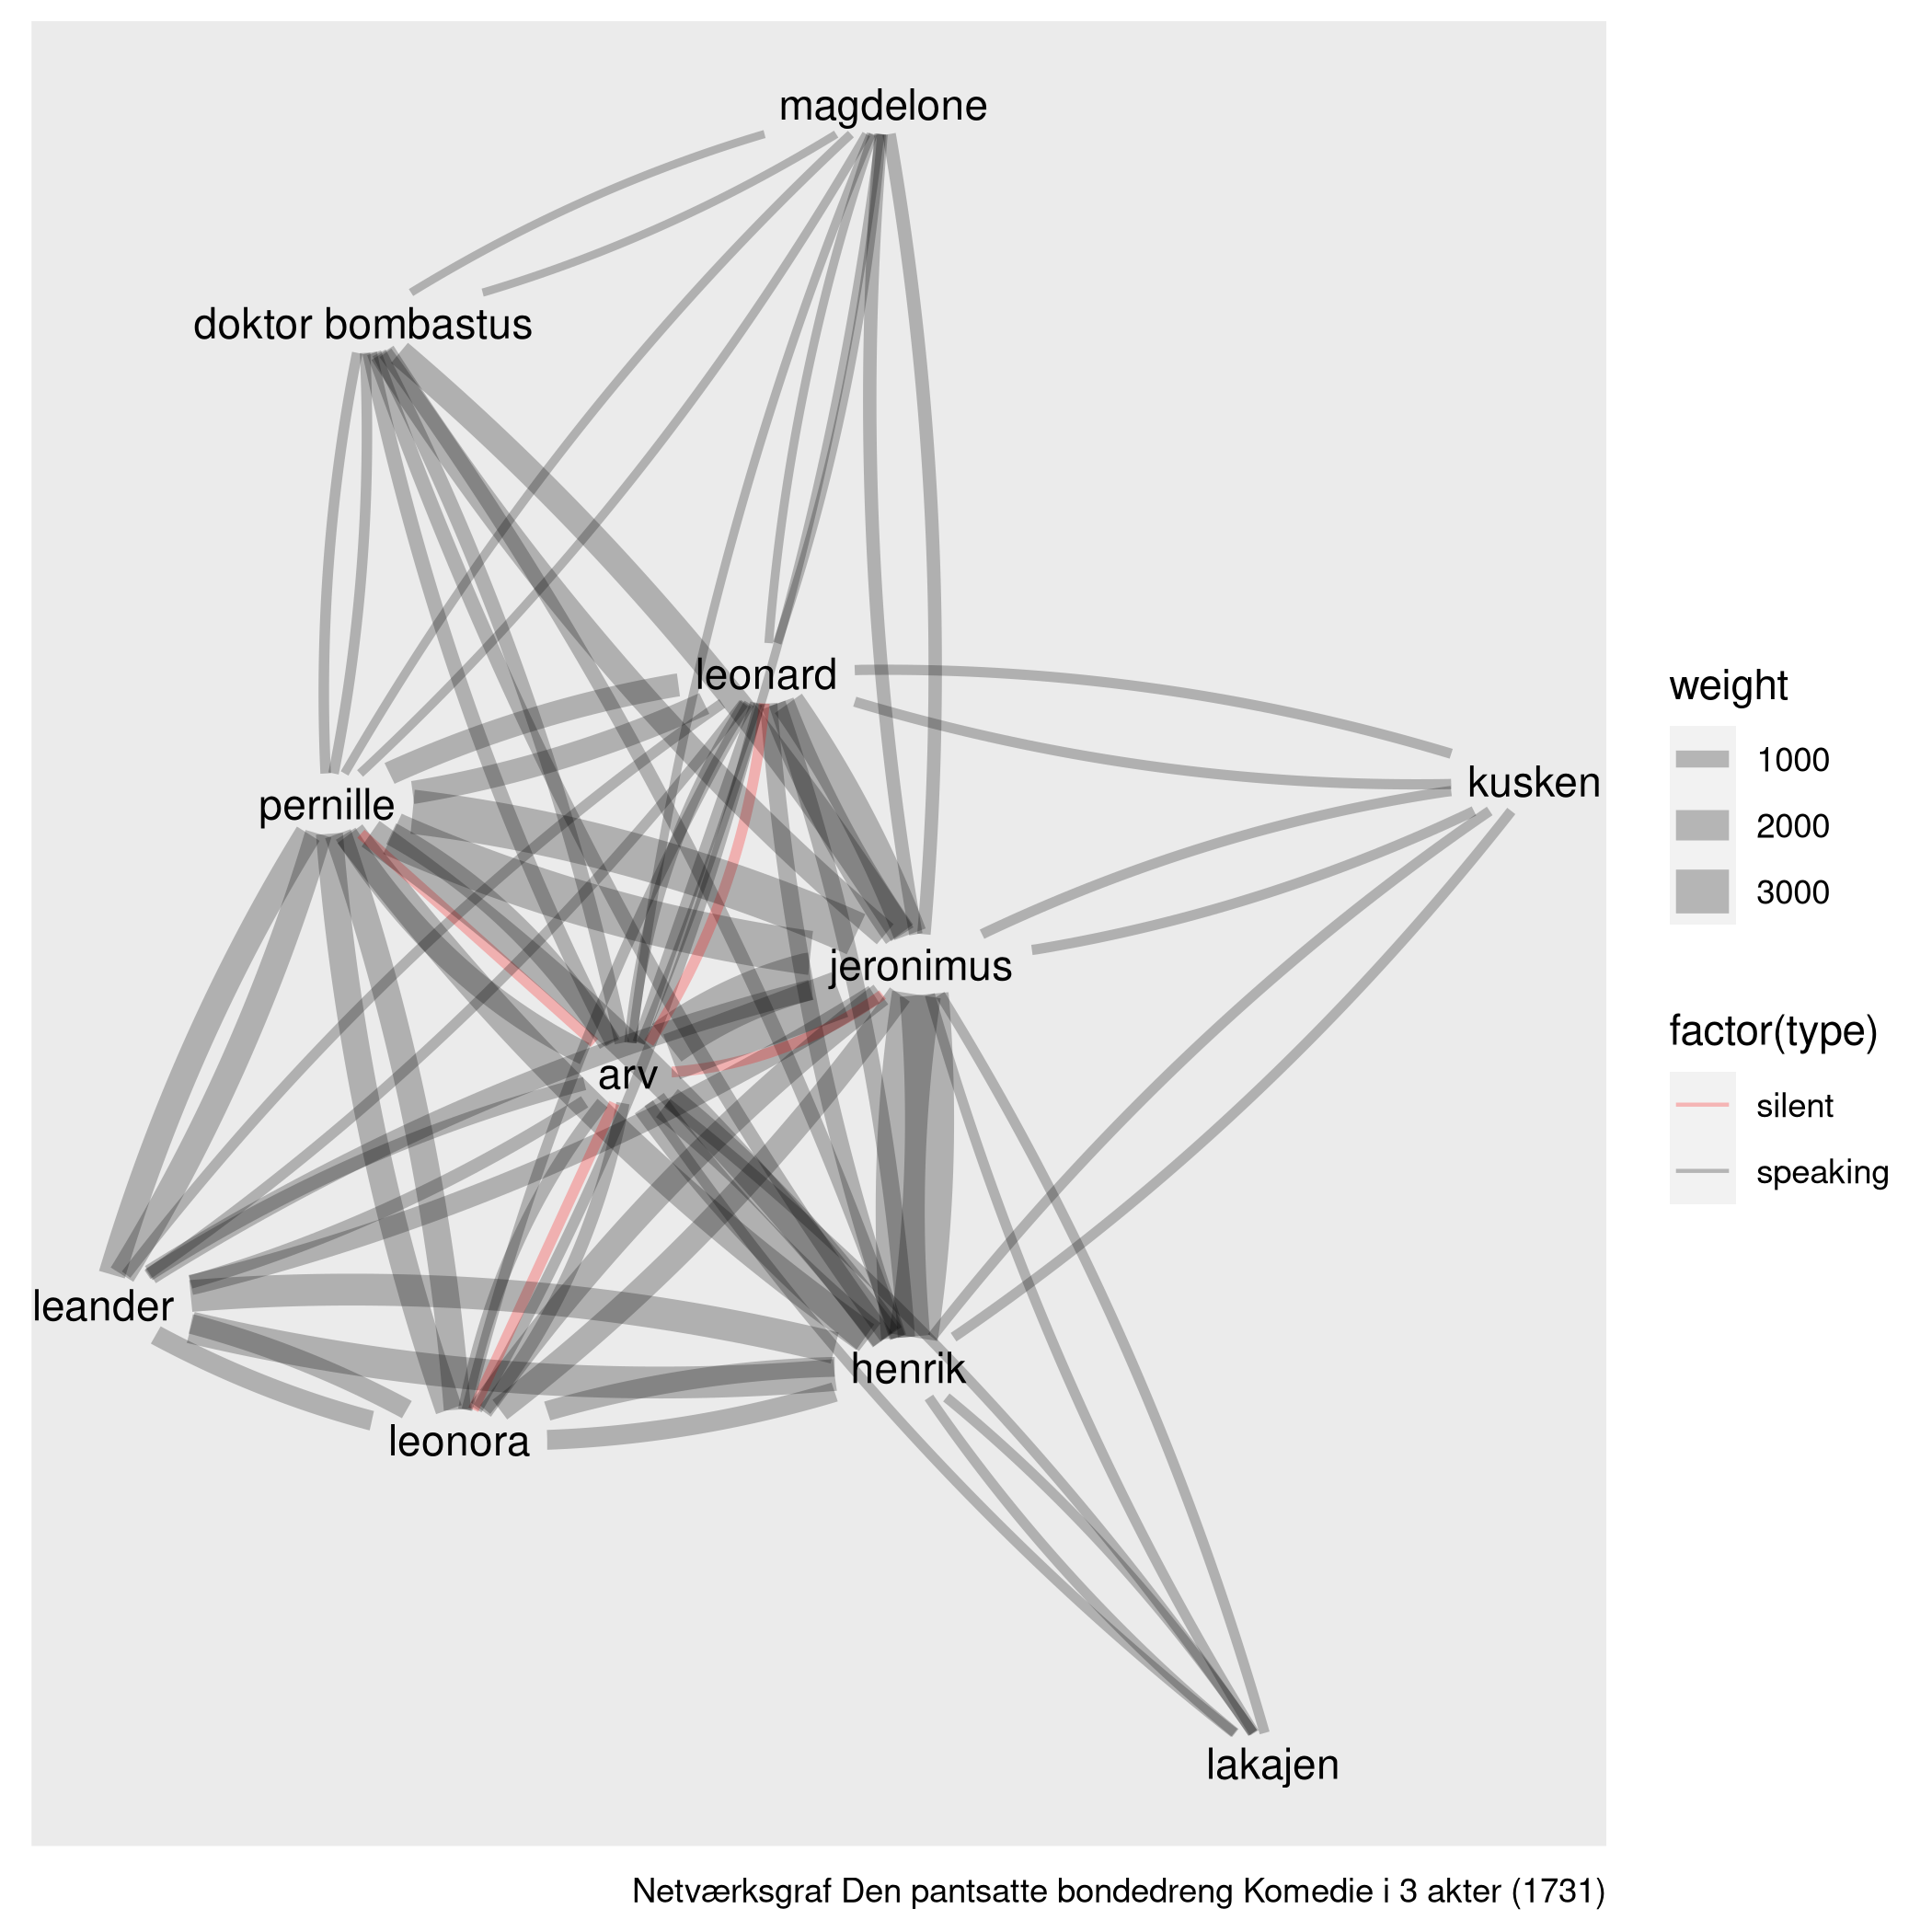 magdelone
doktor bombastus
leonard
kusken
pernille
jeronimus
arv
leander
henrik
leonora
lakajen
weight
1000
2000
3000
factor(type)
silent
speaking
Netværksgraf Den pantsatte bondedreng Komedie i 3 akter (1731)